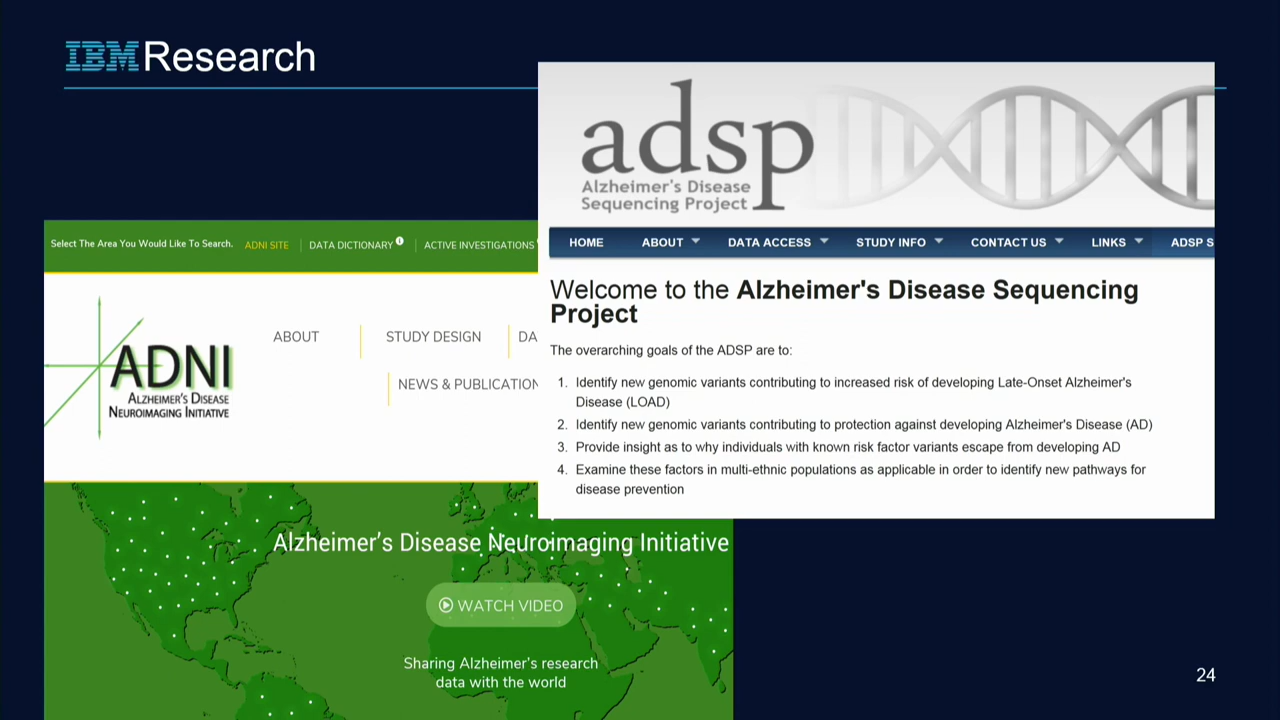 IBM Research
adsp
Alzheimer's Disease
Sequencing Project
HOME ABOUT DATA ACCESS STUDY INFO CONTACT US LINKS ADSP S
Welcome to the Alzheimer's Disease Sequencing
Project
The overarching goals of the ADSP are to:
1. Identify new genomic variants contributing to increased risk of developing Late-Onset Alzheimer's
Disease (LOAD)
2. Identify new genomic variants contributing to protection against developing Alzheimer's Disease (AD)
3. Provide insight as to why individuals with known risk factor variants escape from developing AD
4. Examine these factors in multi-ethnic populations as applicable in order to identify new pathways for
disease prevention
Select The Area You Would Like To Search. ADNI SITE DATA DICTIONARY ACTIVE INVESTIGATIONS
ADNI
Alzheimer's Disease
Neuroimaging Initiative
ABOUT STUDY DESIGN DA
NEWS & PUBLICATION
Alzheimer's Disease Neuroimaging Initiative
WATCH VIDEO
Sharing Alzheimer's research
data with the world
24